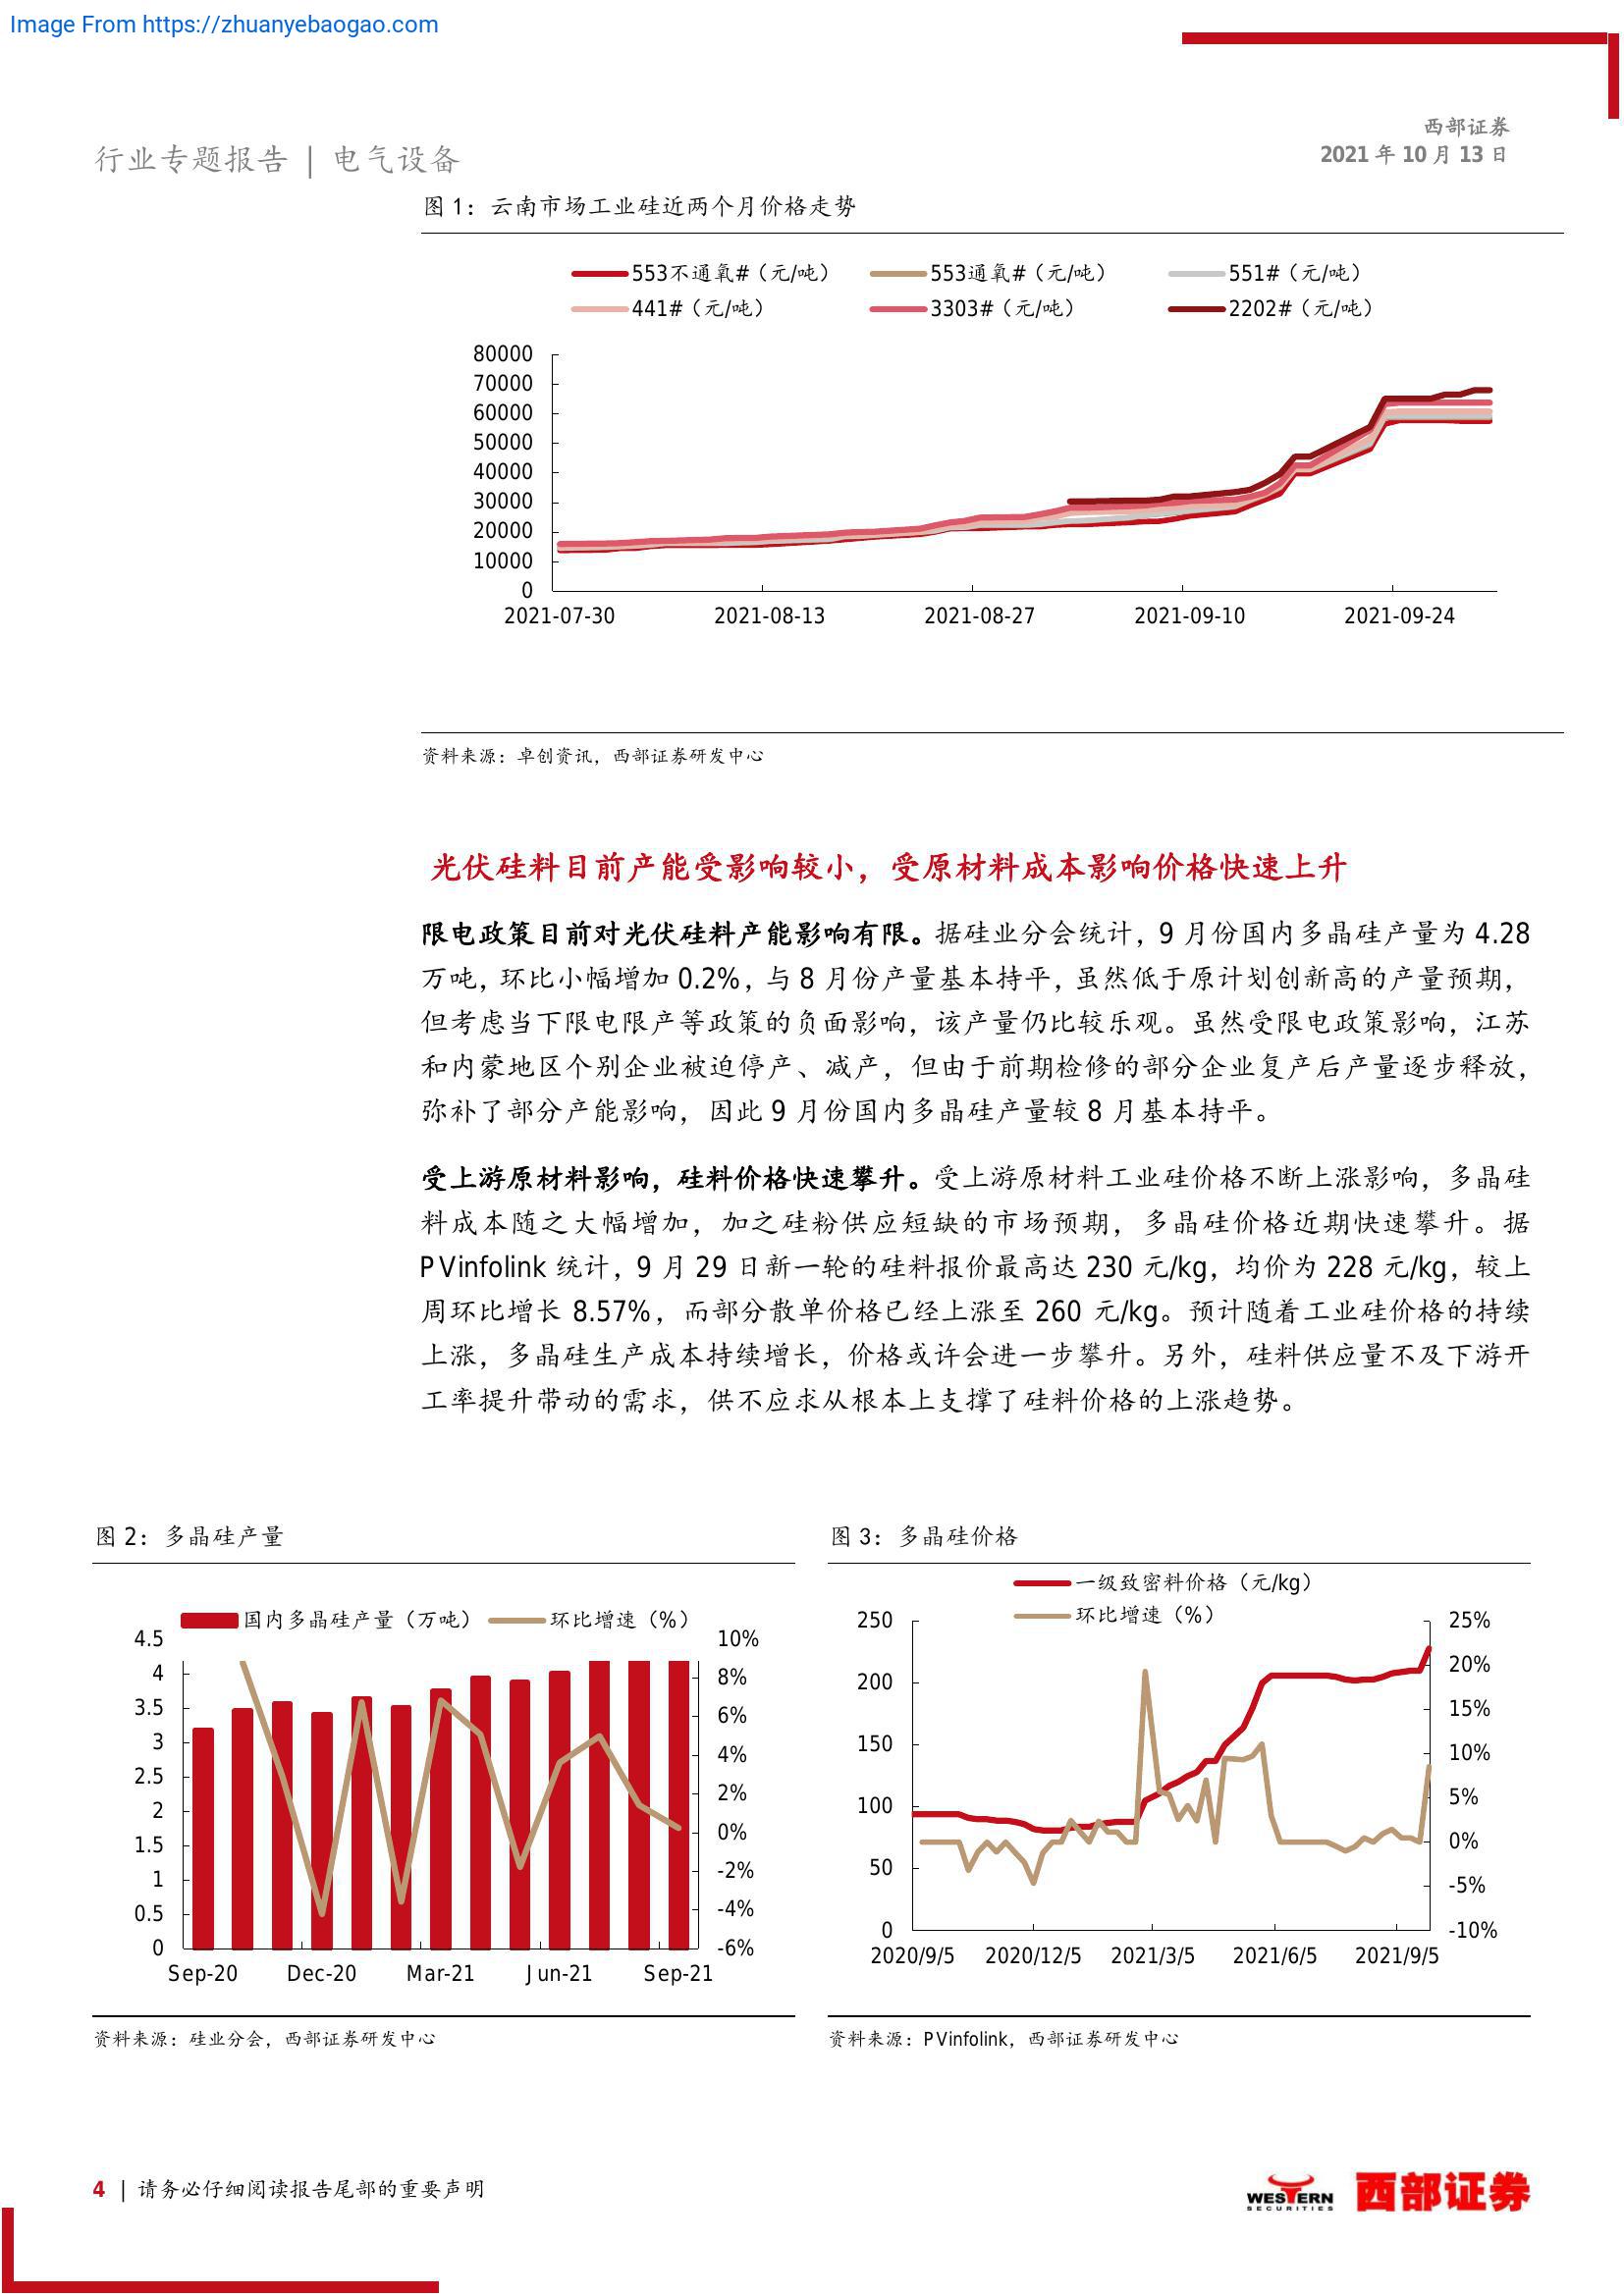 Image From https://zhuanyebaogao.com
西部证券
2021 年 10 月 13 日
行业专题报告 | 电气设备
图 1：云南市场工业硅近两个月价格走势
553不通氧#（元/吨） 553通氧#（元/吨） 551#（元/吨）
441#（元/吨） 3303#（元/吨） 2202#（元/吨）
80000
70000
60000
50000
40000
30000
20000
10000
0
2021-07-30 2021-08-13 2021-08-27 2021-09-10 2021-09-24
资料来源：卓创资讯，西部证券研发中心
光伏硅料目前产能受影响较小，受原材料成本影响价格快速上升
限电政策目前对光伏硅料产能影响有限。据硅业分会统计，9 月份国内多晶硅产量为 4.28
万吨，环比小幅增加 0.2%，与 8 月份产量基本持平，虽然低于原计划创新高的产量预期，
但考虑当下限电限产等政策的负面影响，该产量仍比较乐观。虽然受限电政策影响，江苏
和内蒙地区个别企业被迫停产、减产，但由于前期检修的部分企业复产后产量逐步释放，
弥补了部分产能影响，因此 9 月份国内多晶硅产量较 8 月基本持平。
受上游原材料影响，硅料价格快速攀升。受上游原材料工业硅价格不断上涨影响，多晶硅
料成本随之大幅增加，加之硅粉供应短缺的市场预期，多晶硅价格近期快速攀升。据
PVinfolink 统计，9 月 29 日新一轮的硅料报价最高达 230 元/kg，均价为 228 元/kg，较上
周环比增长 8.57%，而部分散单价格已经上涨至 260 元/kg。预计随着工业硅价格的持续
上涨，多晶硅生产成本持续增长，价格或许会进一步攀升。另外，硅料供应量不及下游开
工率提升带动的需求，供不应求从根本上支撑了硅料价格的上涨趋势。
图 2：多晶硅产量
国内多晶硅产量（万吨） 环比增速（%）
4.5 10%
4 8%
3.5 6%
3 4%
2.5 2%
2 0%
1.5 -2%
1 -4%
0.5 -6%
0
Sep-20 Dec-20 Mar-21 Jun-21 Sep-21
资料来源：硅业分会，西部证券研发中心
图 3：多晶硅价格
一级致密料价格（元/kg）
环比增速（%）
250 25%
200 20%
150 15%
100 10%
50 5%
0 0%
-5%
-10%
2020/9/5 2020/12/5 2021/3/5 2021/6/5 2021/9/5
资料来源：PVinfolink，西部证券研发中心
4 | 请务必仔细阅读报告尾部的重要声明
WESTERN
SECURITIES
西部证券